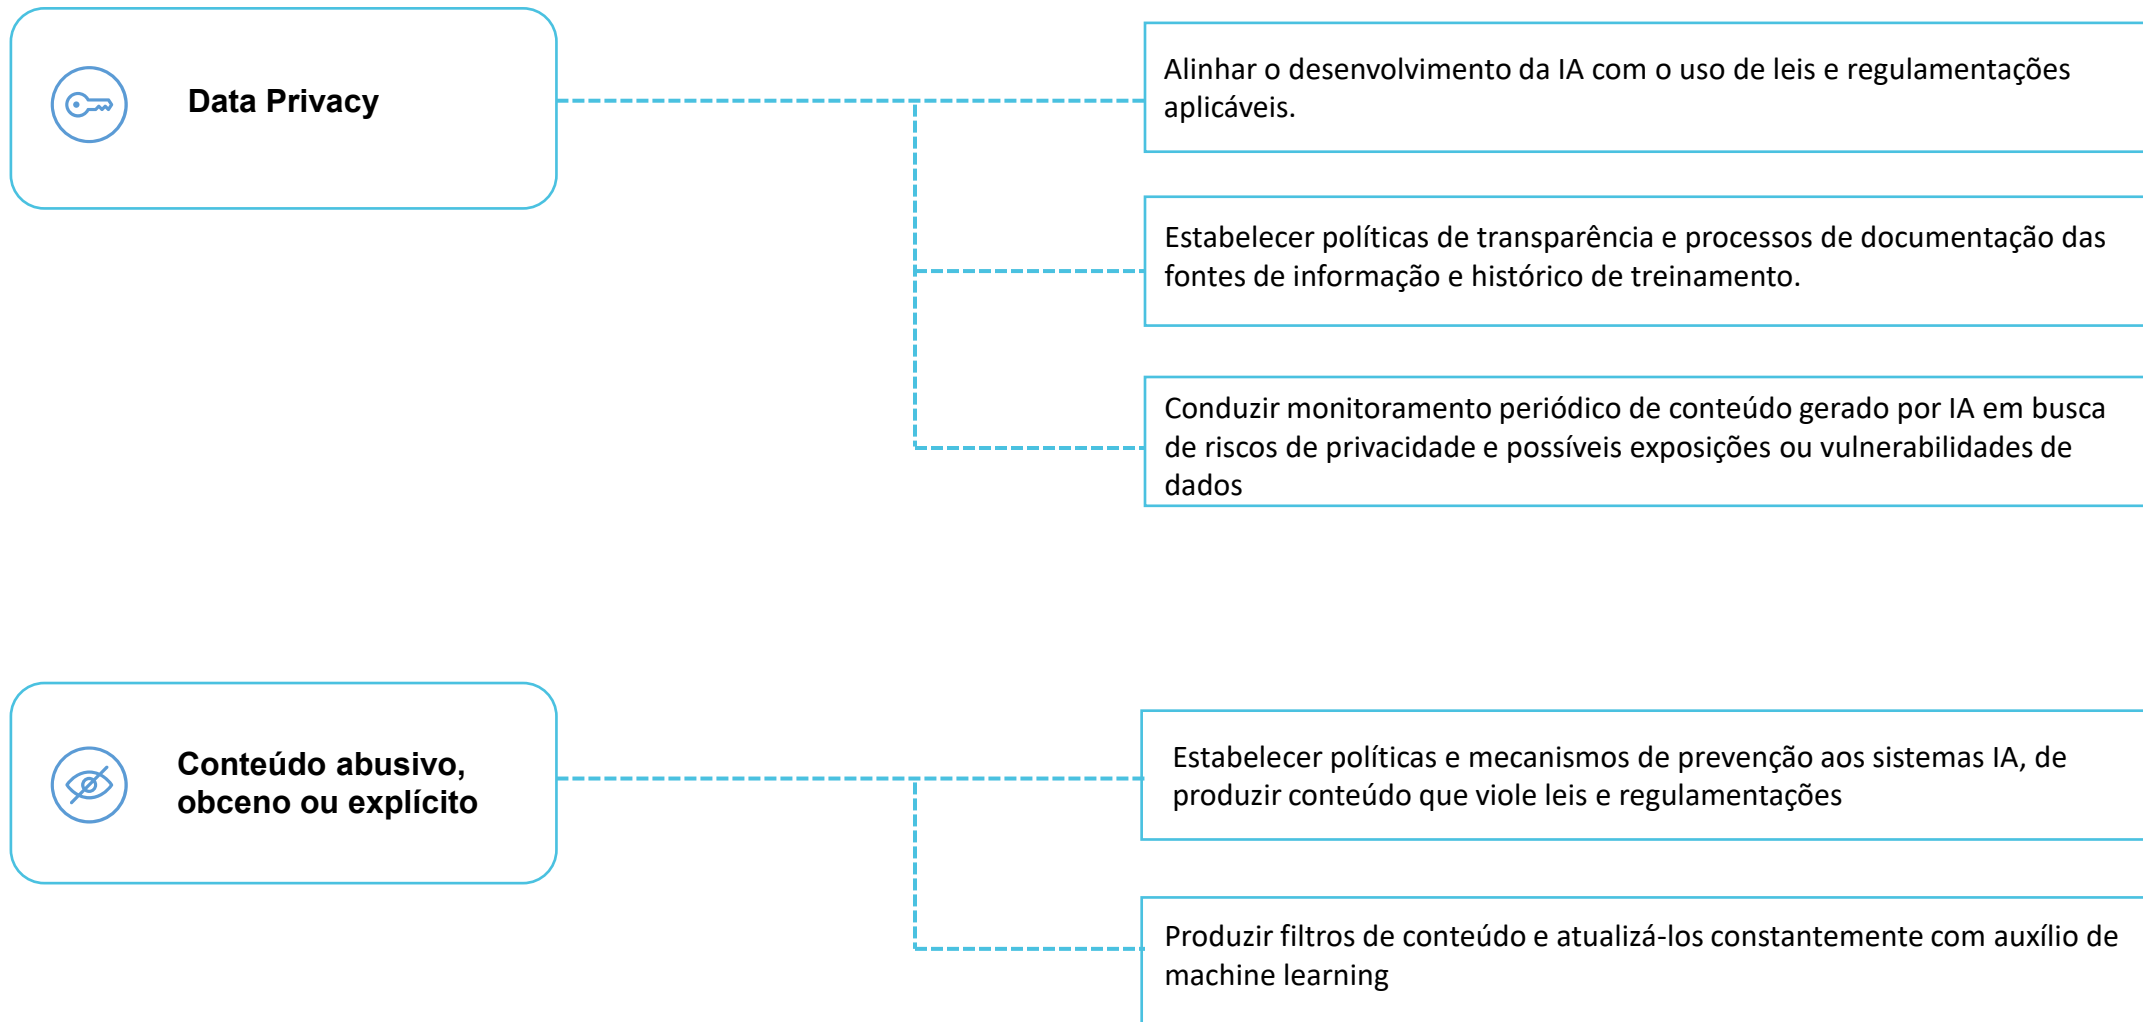 Data Privacy
Alinhar o desenvolvimento da IA com o uso de leis e regulamentações
aplicáveis.
Estabelecer políticas de transparência e processos de documentação das
fontes de informação e histórico de treinamento.
Conduzir monitoramento periódico de conteúdo gerado por IA em busca
de riscos de privacidade e possíveis exposições ou vulnerabilidades de
dados
Conteúdo abusivo,
obceno ou explícito
Estabelecer políticas e mecanismos de prevenção aos sistemas IA, de
produzir conteúdo que viole leis e regulamentações
Produzir filtros de conteúdo e atualizá-los constantemente com auxílio de
machine learning